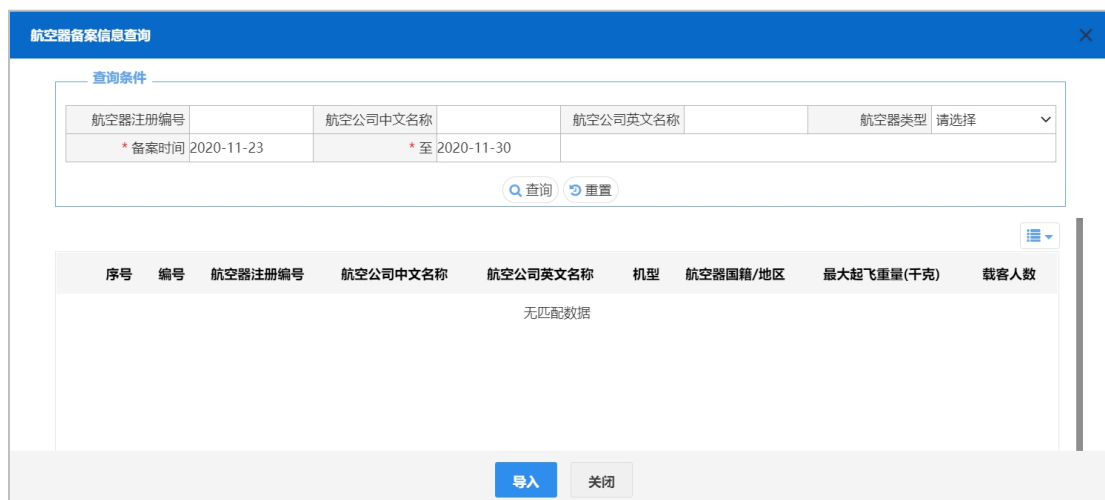 航空器备案信息查询
查询条件
航空器注册编号 航空公司中文名称 航空公司英文名称 航空器类型 请选择
* 备案时间 2020-11-23 * 至 2020-11-30
查询 重置
序号 编号 航空器注册编号 航空公司中文名称 航空公司英文名称 机型 航空器国籍/地区 最大起飞重量(千克) 载客人数
无匹配数据
导入 关闭